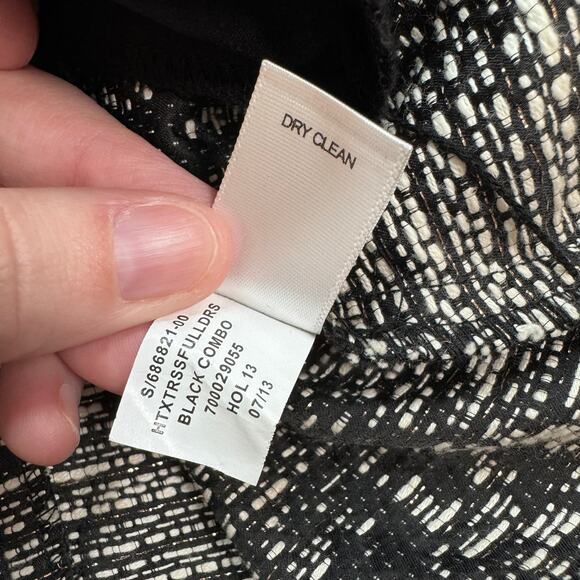 DRY CLEAN
S/686821-00
HTXTRSSFULLDRS
BLACK COMBO
700029055
HOL 13
07/13